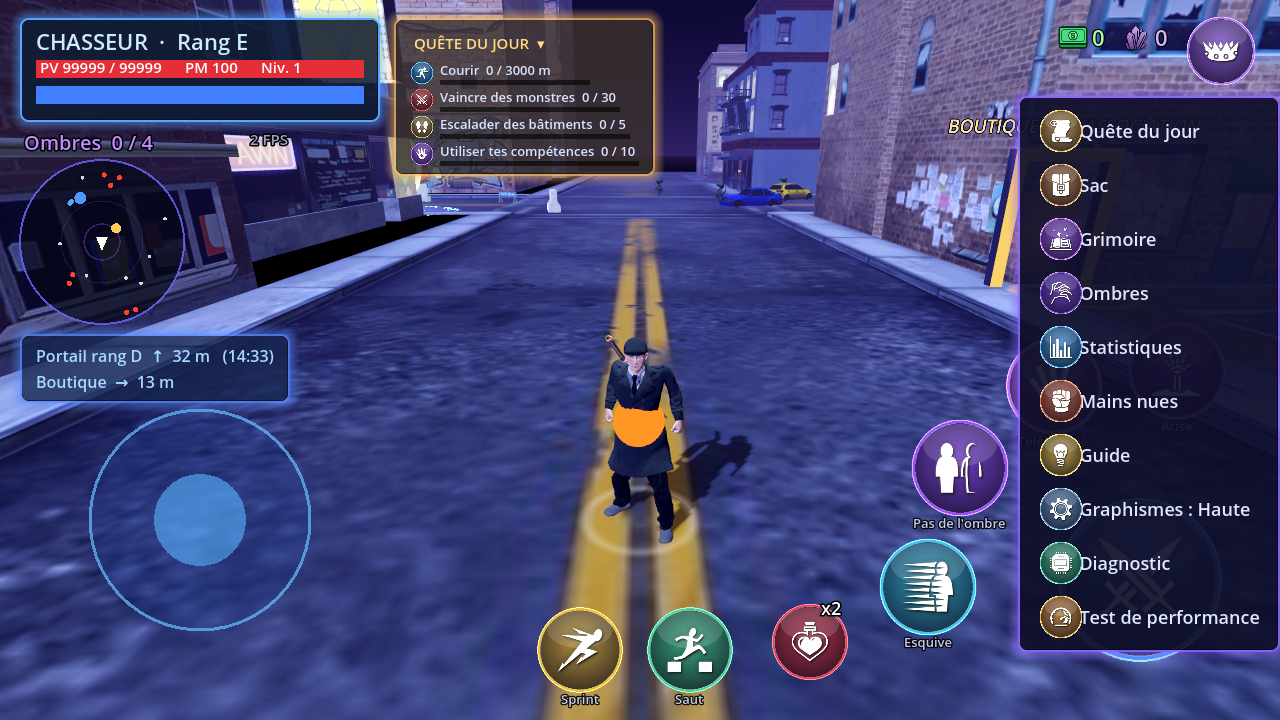 CHASSEUR · Rang E
PV 99999 / 99999 PM 100 Niv. 1
QUÊTE DU JOUR ▼
Courir 0 / 3000 m
Vaincre des monstres 0 / 30
Escalader des bâtiments 0 / 5
Utiliser tes compétences 0 / 10
0 0
Ombres 0 / 4
2 FPS
AWN
BOUTIQ
Portail rang D ↑ 32 m (14:33)
Boutique → 13 m
Quête du jour
Sac
Grimoire
Ombres
Statistiques
Mains nues
Guide
Graphismes : Haute
Diagnostic
Test de performance
Arise
Pas de l'ombre
x2
Esquive
Sprint
Saut